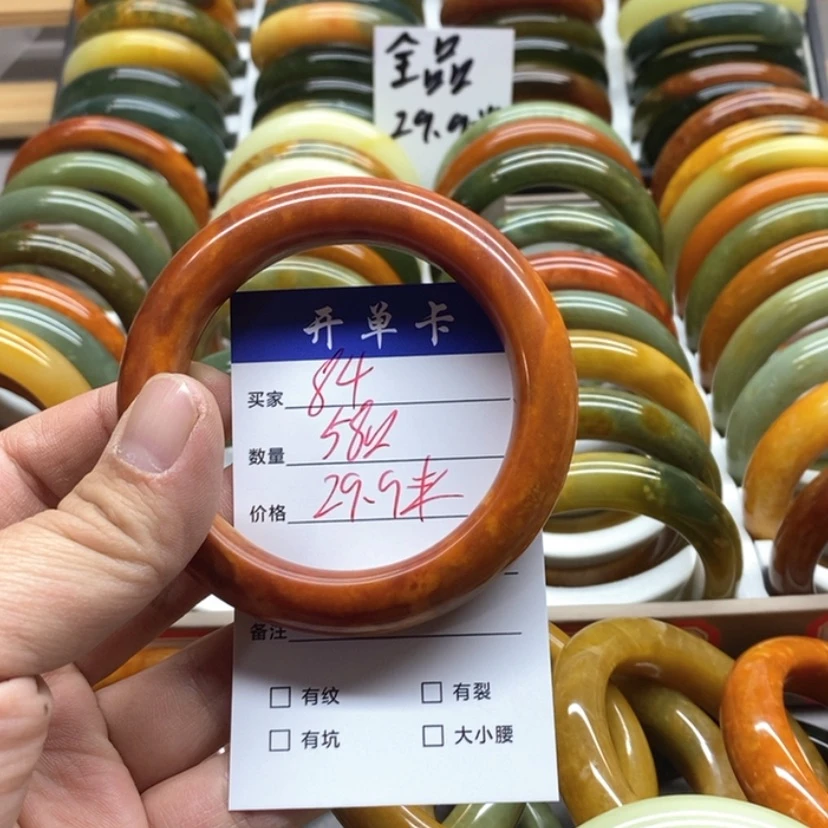 全品
29.9米
开单卡
买家 84
数量 582
价格 29.9米
备注
有纹 有裂
有坑 大小腰